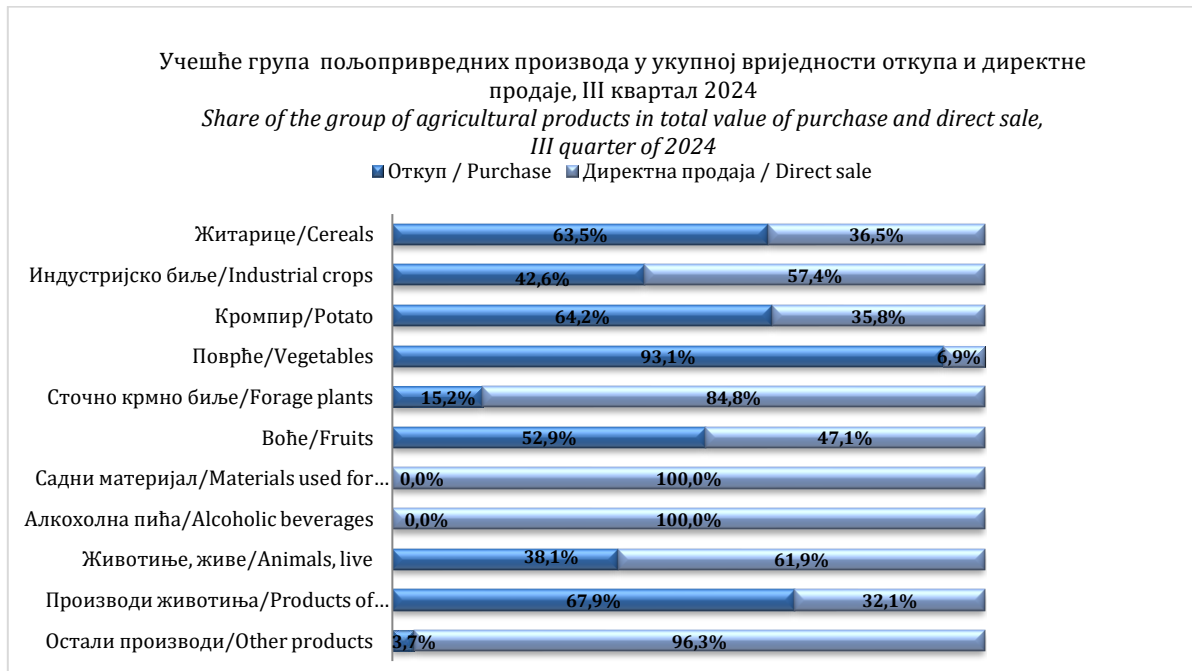 Учешће група пољопривредних производа у укупној вриједности откупа и директне
продаје, III квартал 2024
Share of the group of agricultural products in total value of purchase and direct sale,
III quarter of 2024
Откуп / Purchase Директна продаја / Direct sale
Житарице/Cereals 63,5% 36,5%
Индустријско биље/Industrial crops 42,6% 57,4%
Кромпир/Potato 64,2% 35,8%
Поврће/Vegetables 93,1% 6,9%
Сточно крмно биље/Forage plants 15,2% 84,8%
Воће/Fruits 52,9% 47,1%
Садни материјал/Materials used for... 0,0% 100,0%
Алкохолна пића/Alcoholic beverages 0,0% 100,0%
Животиње, живе/Animals, live 38,1% 61,9%
Производи животиња/Products of... 67,9% 32,1%
Остали производи/Other products 3,7% 96,3%